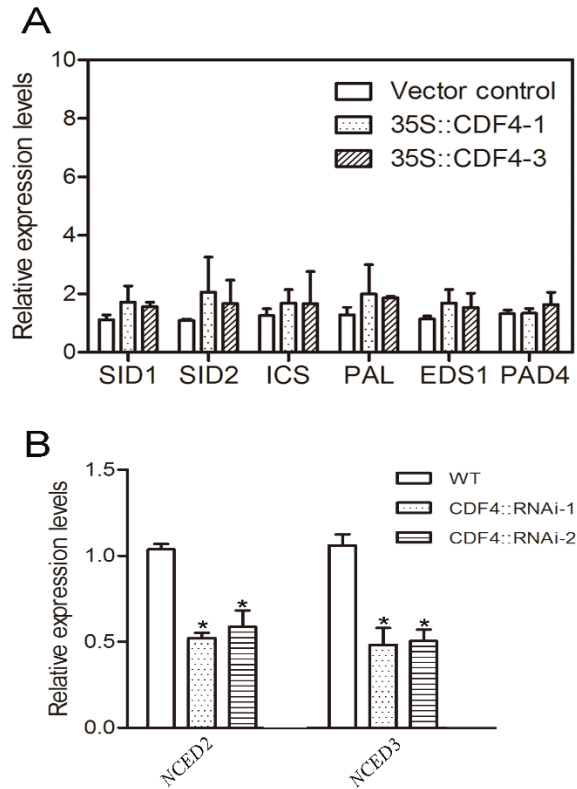 A
Relative expression levels
10
8
6
4
2
0
Vector control
35S::CDF4-1
35S::CDF4-3
SID1 SID2 ICS PAL EDS1 PAD4
B
Relative expression levels
1.5
1.0
0.5
0.0
WT
CDF4::RNAi-1
CDF4::RNAi-2
* * * *
NCED2 NCED3